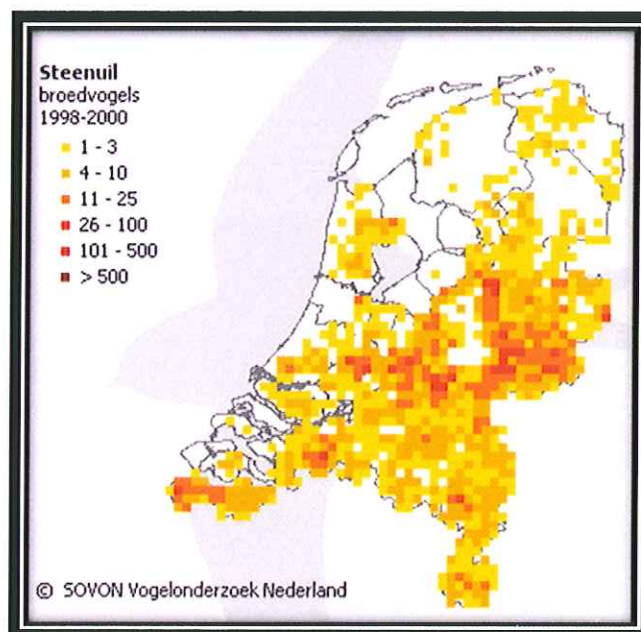 Steenuil
broedvogels
1998-2000
1 - 3
4 - 10
11 - 25
26 - 100
101 - 500
> 500
© SOVON Vogelonderzoek Nederland